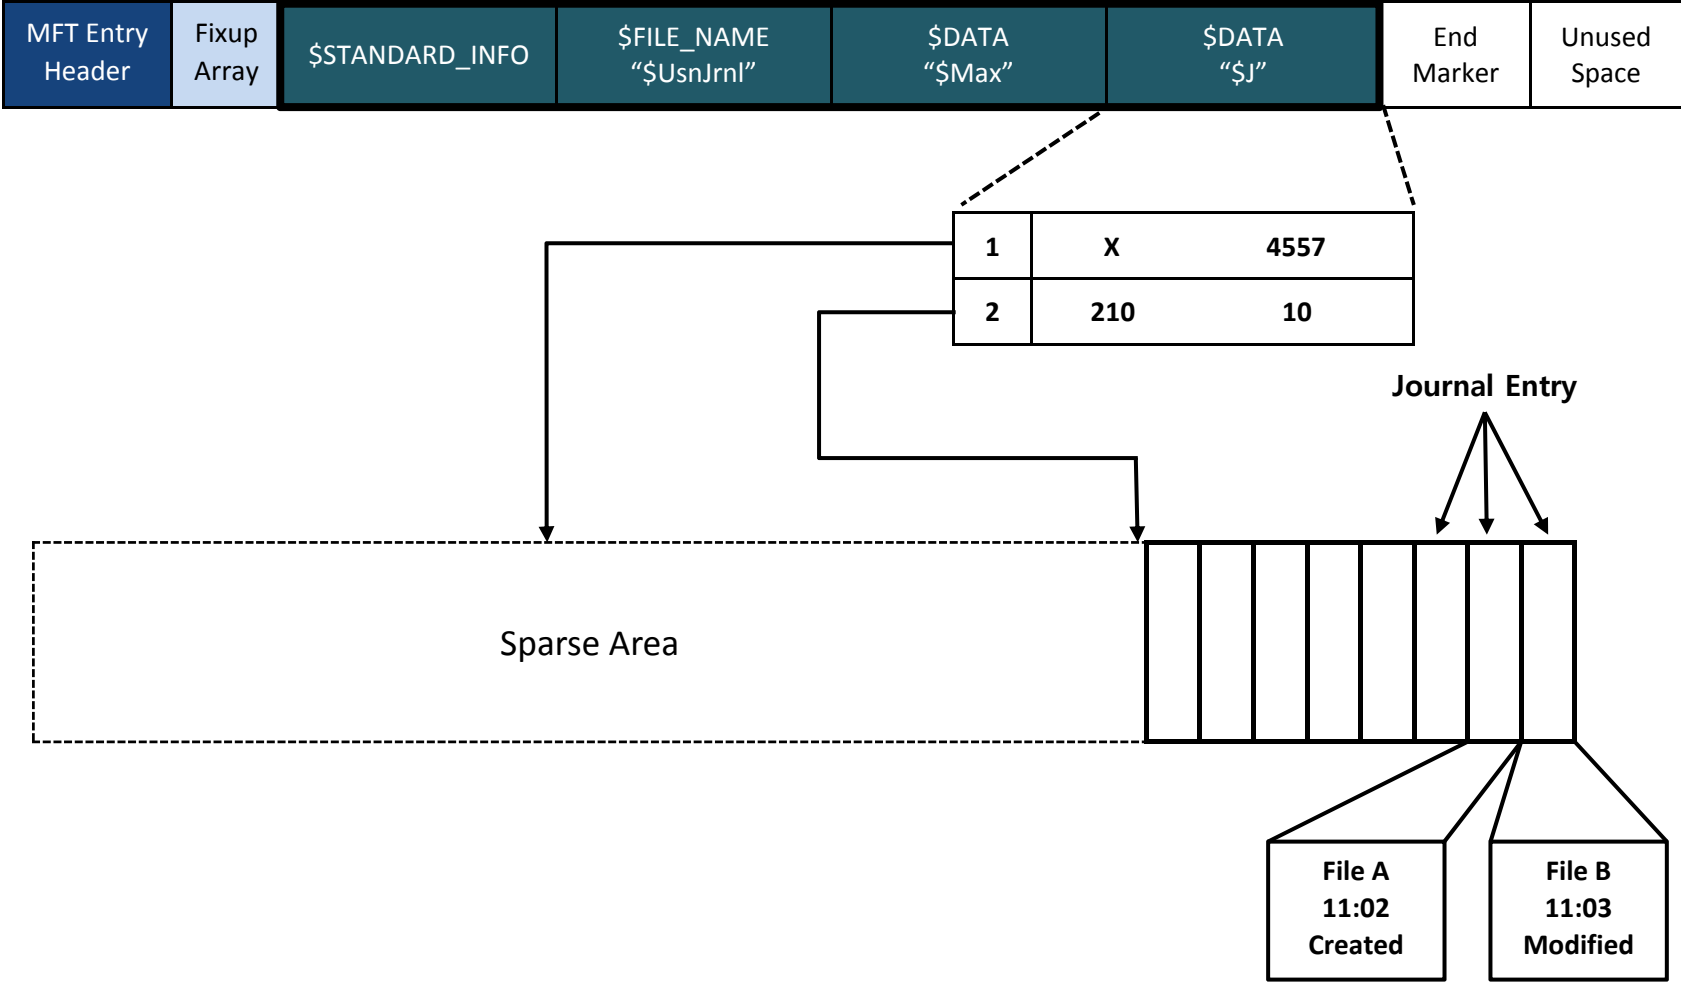 MFT Entry
Header
Fixup
Array
$STANDARD_INFO
$FILE_NAME
“$UsnJrnl”
$DATA
“$Max”
$DATA
“$J”
End
Marker
Unused
Space
1 X 4557
2 210 10
Journal Entry
Sparse Area
File A
11:02
Created
File B
11:03
Modified